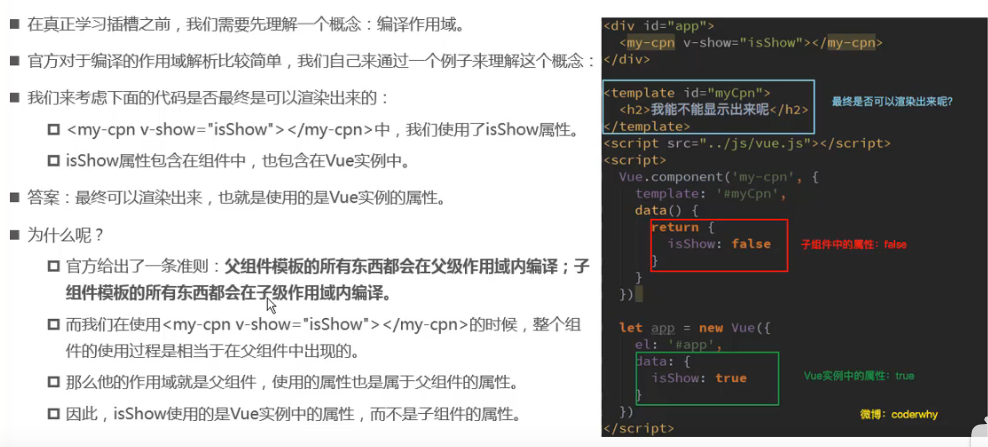 ■ 在真正学习插槽之前，我们需要先理解一个概念：编译作用域。
■ 官方对于编译的作用域解析比较简单，我们自己来通过一个例子来理解这个概念：
■ 我们来考虑下面的代码是否最终是可以渲染出来的：
□ <my-cpn v-show="isShow"></my-cpn>中，我们使用了isShow属性。
□ isShow属性包含在组件中，也包含在Vue实例中。
■ 答案：最终可以渲染出来，也就是使用的是Vue实例的属性。
■ 为什么呢？
□ 官方给出了一条准则：父组件模板的所有东西都会在父级作用域内编译；子
组件模板的所有东西都会在子级作用域内编译。
□ 而我们在使用<my-cpn v-show="isShow"></my-cpn>的时候，整个组
件的使用过程是相当于在父组件中出现的。
□ 那么他的作用域就是父组件，使用的属性也是属于父组件的属性。
□ 因此，isShow使用的是Vue实例中的属性，而不是子组件的属性。
<div id="app">
<my-cpn v-show="isShow"></my-cpn>
</div>
<template id="myCpn">
<h2>我能不能显示出来呢</h2>
</template>
最终是否可以渲染出来呢?
<script src="../js/vue.js"></script>
<script>
Vue.component('my-cpn', {
template: '#myCpn',
data() {
return {
isShow: false
}
子组件中的属性：false
}
})
let app = new Vue({
el: '#app',
data: {
isShow: true
}
Vue实例中的属性：true
})
</script>
微博：coderwhy